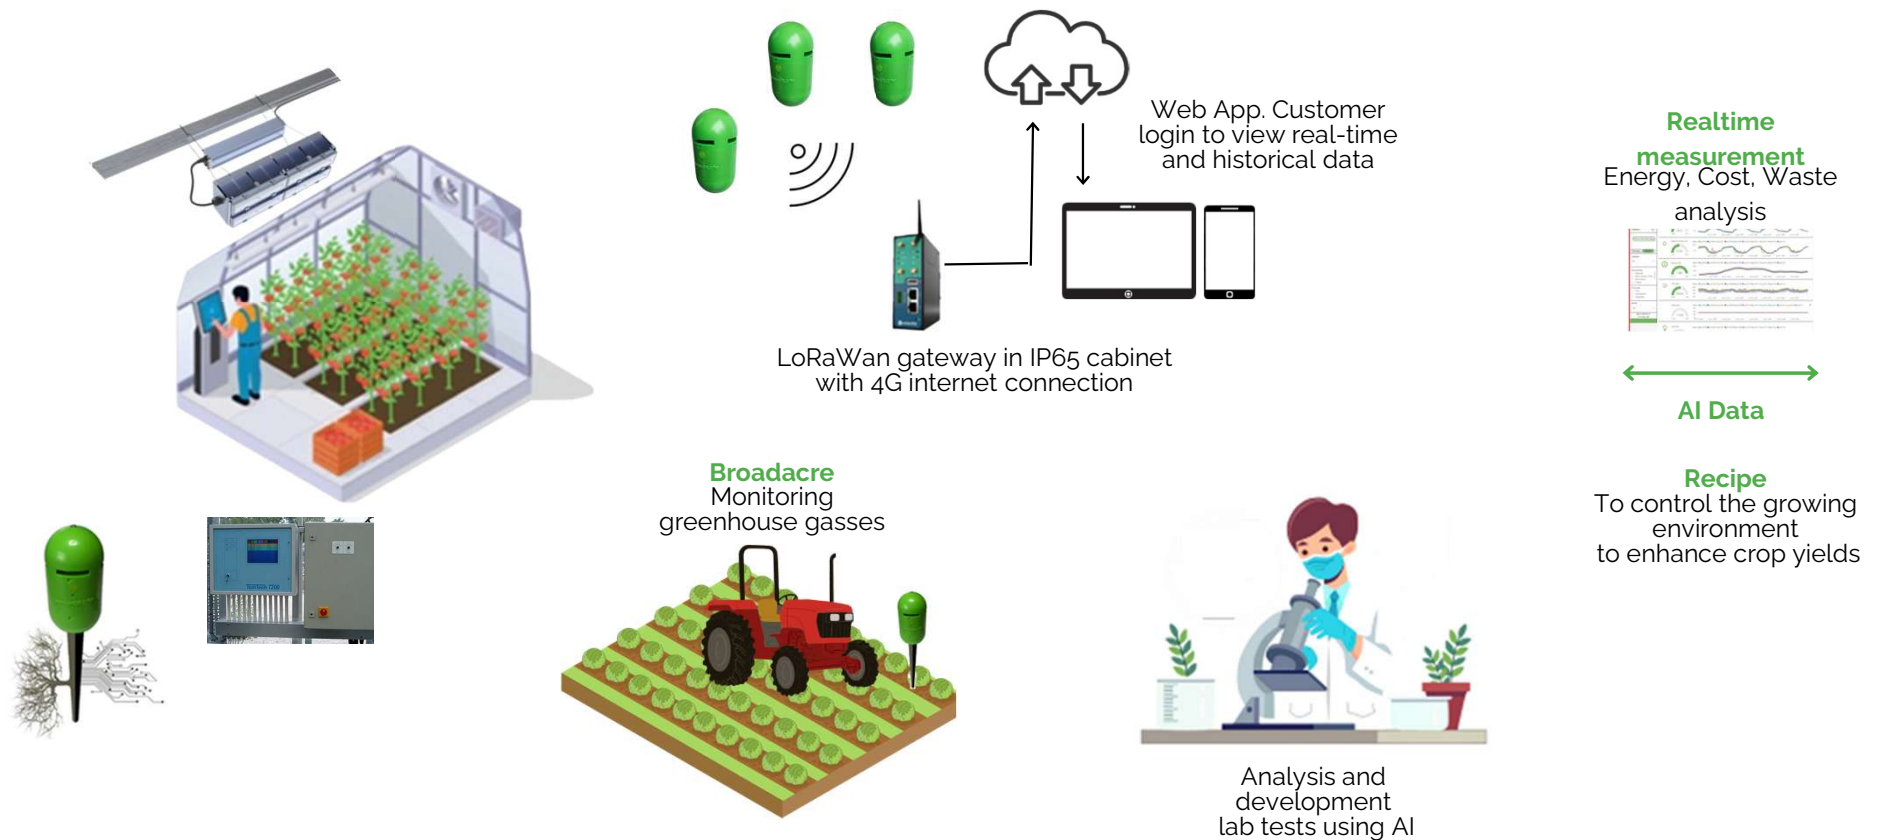 Web App. Customer
login to view real-time
and historical data
Realtime
measurement
Energy, Cost, Waste
analysis
LoRaWan gateway in IP65 cabinet
with 4G internet connection
AI Data
Broadacre
Monitoring
greenhouse gasses
Recipe
To control the growing
environment
to enhance crop yields
Analysis and
development
lab tests using AI